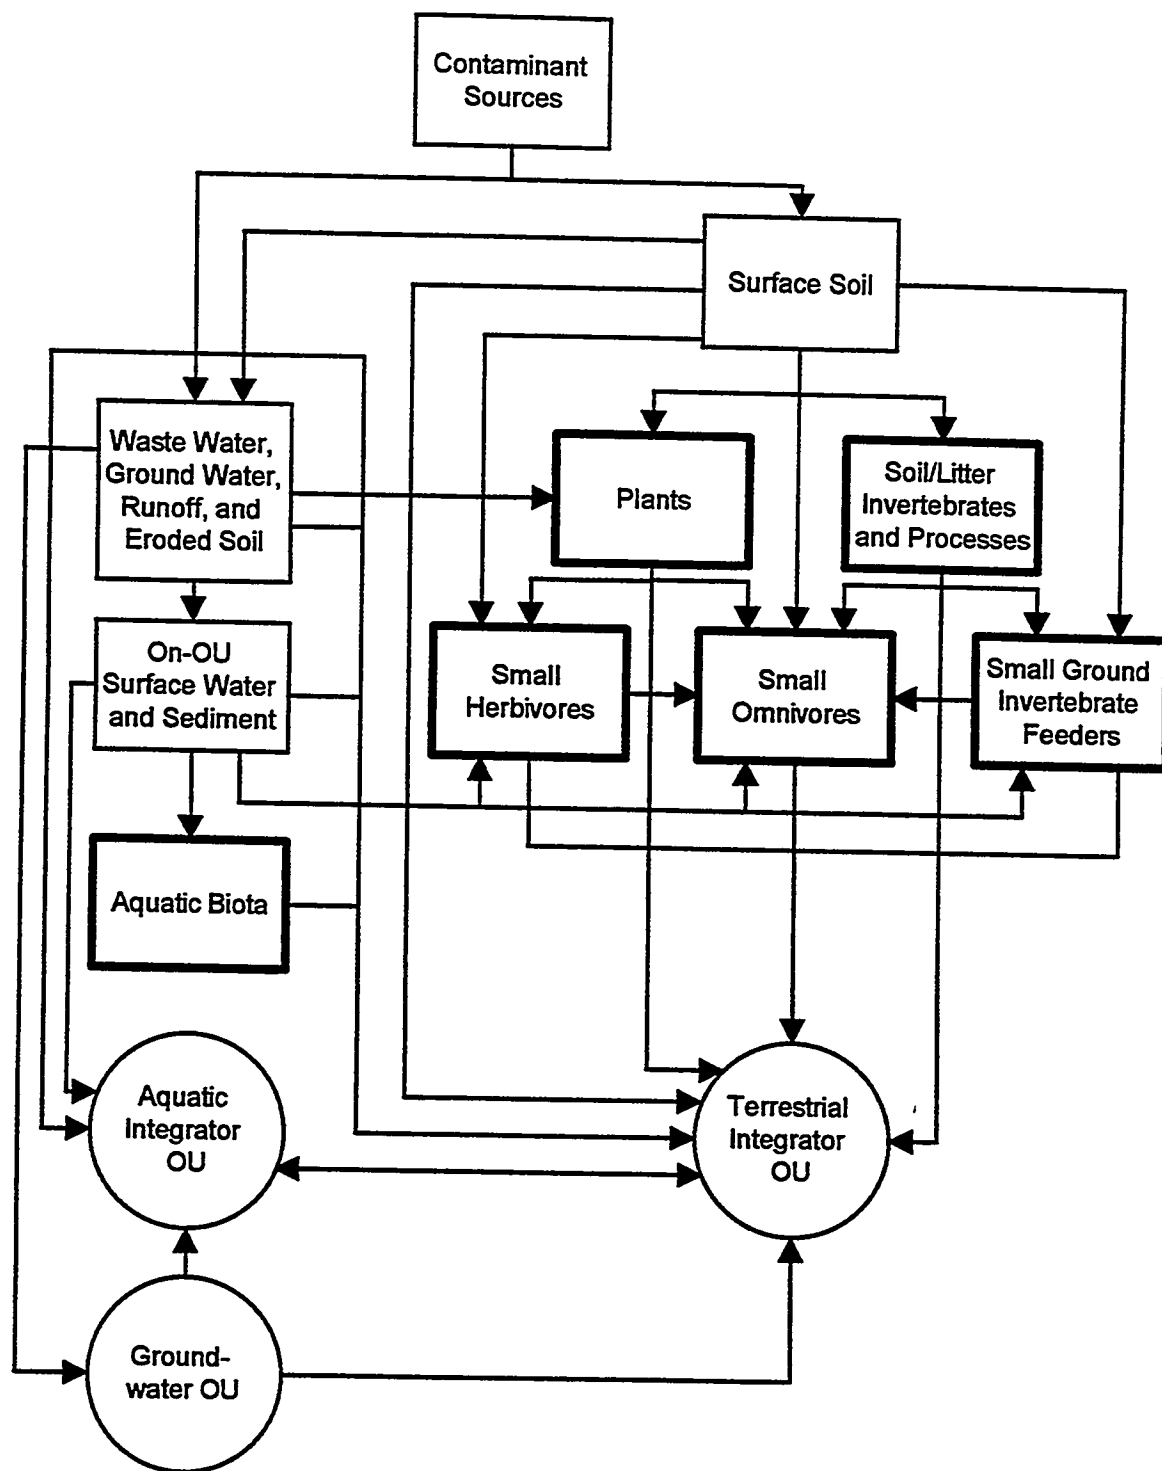 Contaminant
Sources
Surface Soil
Waste Water,
Ground Water,
Runoff, and
Eroded Soil
Plants
Soil/Litter
Invertebrates
and Processes
On-OU
Surface Water
and Sediment
Small
Herbivores
Small
Omnivores
Small Ground
Invertebrate
Feeders
Aquatic Biota
Aquatic
Integrator
OU
Terrestrial
Integrator
OU
Ground-
water OU